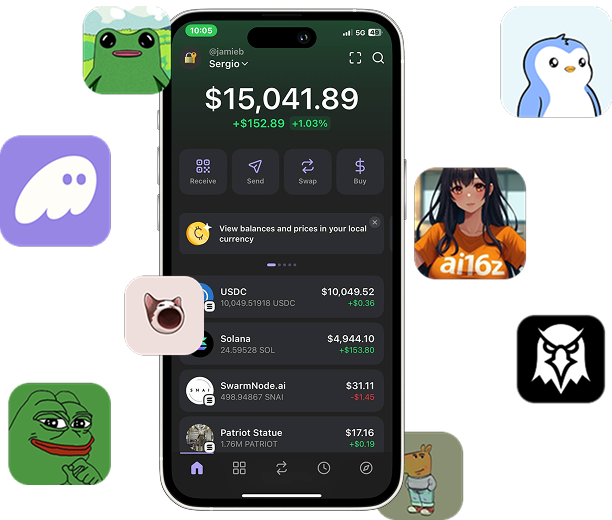 10:05
5G 49
@jamieb
Sergio
$15,041.89
+$152.89 +1.03%
Receive Send Swap Buy
View balances and prices in your local
currency
USDC $10,049.52
10,049.51918 USDC +$0.36
Solana $4,944.10
24.59528 SOL +$153.80
SNAI
SwarmNode.ai $31.11
498.94867 SNAI -$1.45
Patriot Statue $17.16
1.76M PATRIOT +$0.19
ai16z